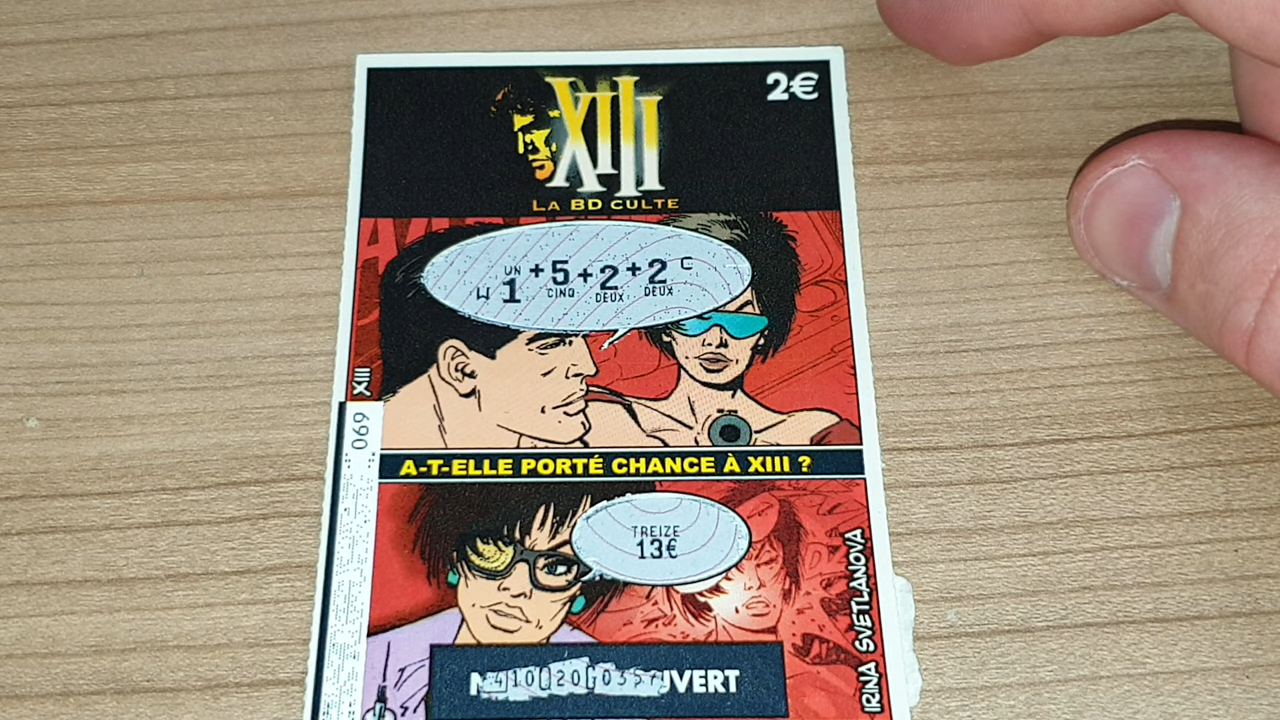 2€
XIII
LA BD CULTE
UN
1 +5 +2 +2
CINQ DEUX DEUX
XIII
069
A-T-ELLE PORTÉ CHANCE À XIII ?
TREIZE
13€
IRINA SVETLANOVA